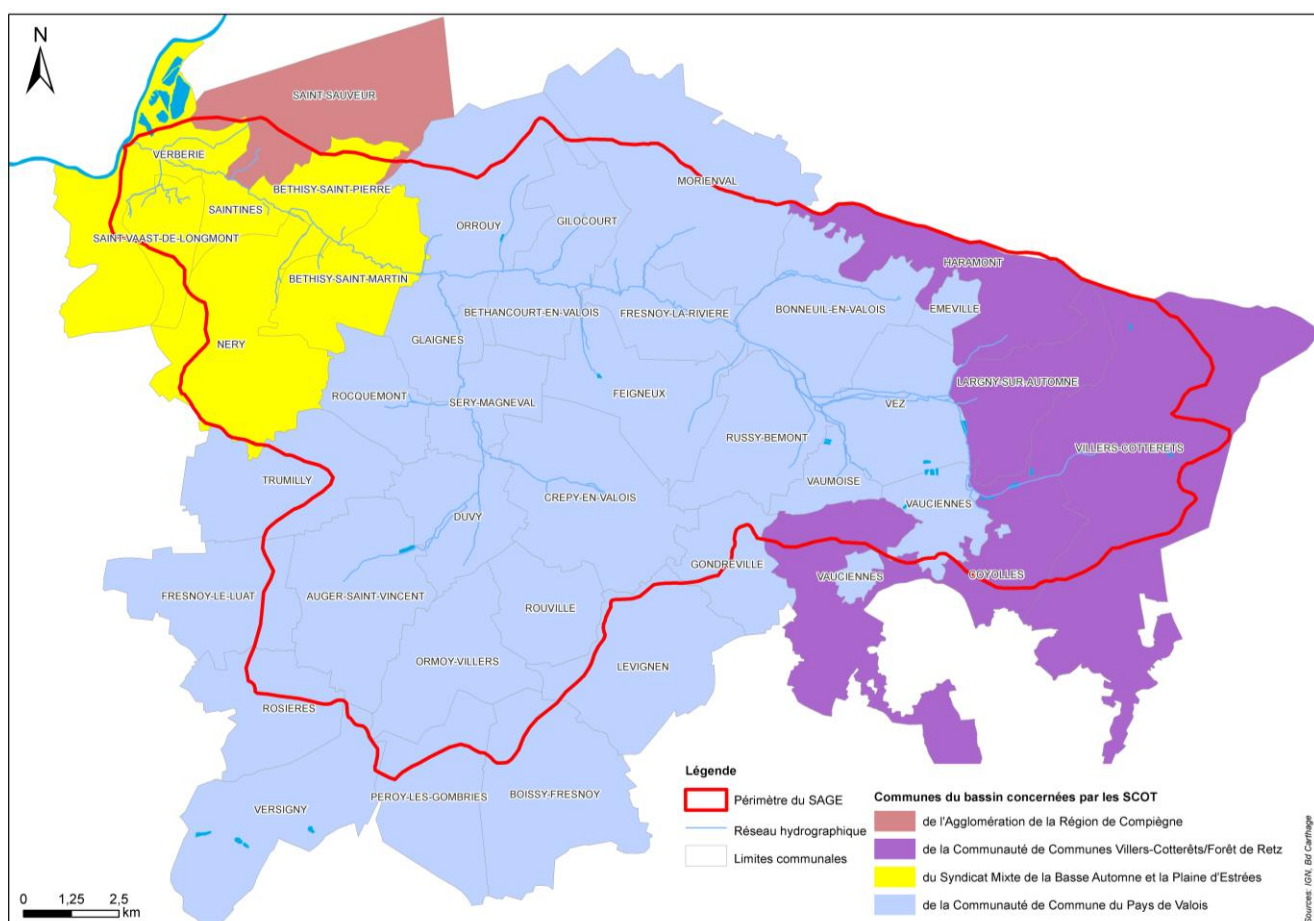 N
SAINT-SAUVEUR
VERBERIE
BETHISY-SAINT-PIERRE
MORIENVAL
SAINTINES
ORROUY
GILOCOURT
SAINT-VAAST-DE-LONGMONT
HARAMONT
BETHISY-SAINT-MARTIN
BONNEUIL-EN-VALOIS
EMEVILLE
BETHANCOURT-EN-VALOIS
FRESNOY-LA-RIVIERE
GLAIGNES
NERY
LARGNY-SUR-AUTOMNE
ROCQUEMONT
SERY-MAGNEVAL
FEIGNEUX
VEZ
RUSSY-BEMONT
VILLERS-COTTERETS
TRUMILLY
VAUMOISE
CREPY-EN-VALOIS
VAUCIENNES
DUVY
GONDREVILLE
VAUCIENNES
COYOLLES
FRESNOY-LE-LUAT
AUGER-SAINT-VINCENT
ROUVILLE
ORMOY-VILLERS
LEVIGNEN
ROSIERES
VERSIGNY
PEROY-LES-GOMBRIES
BOISSY-FRESNOY
Légende
Périmètre du SAGE
Réseau hydrographique
Limites communales
Communes du bassin concernées par les SCOT
de l'Agglomération de la Région de Compiègne
de la Communauté de Communes Villers-Cotterêts/Forêt de Retz
du Syndicat Mixte de la Basse Automne et la Plaine d'Estrées
de la Communauté de Commune du Pays de Valois
0 1,25 2,5
km
Sources: IGN, Bd Carthage